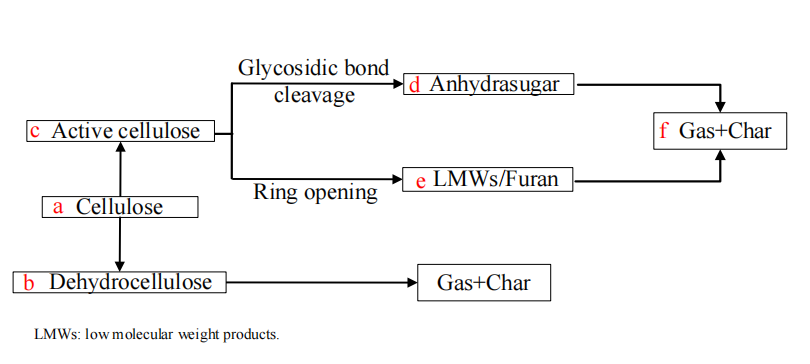 Glycosidic bond
cleavage
d Anhydrasugar
c Active cellulose
f Gas+Char
e LMWs/Furan
Ring opening
a Cellulose
b Dehydrocellulose
Gas+Char
LMWs: low molecular weight products.